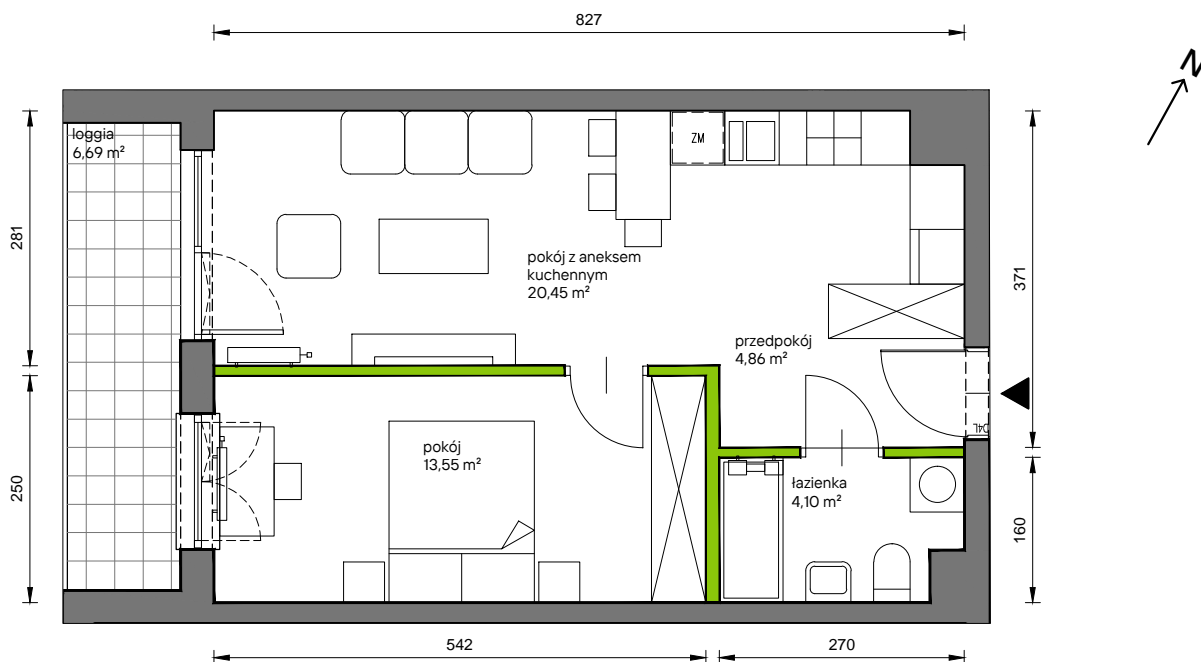 827
N
loggia
6,69 m²
ZM
281
pokój z aneksem
kuchennym
20,45 m²
371
przedpokój
4,86 m²
D4L
pokój
13,55 m²
łazienka
4,10 m²
250
160
542
270